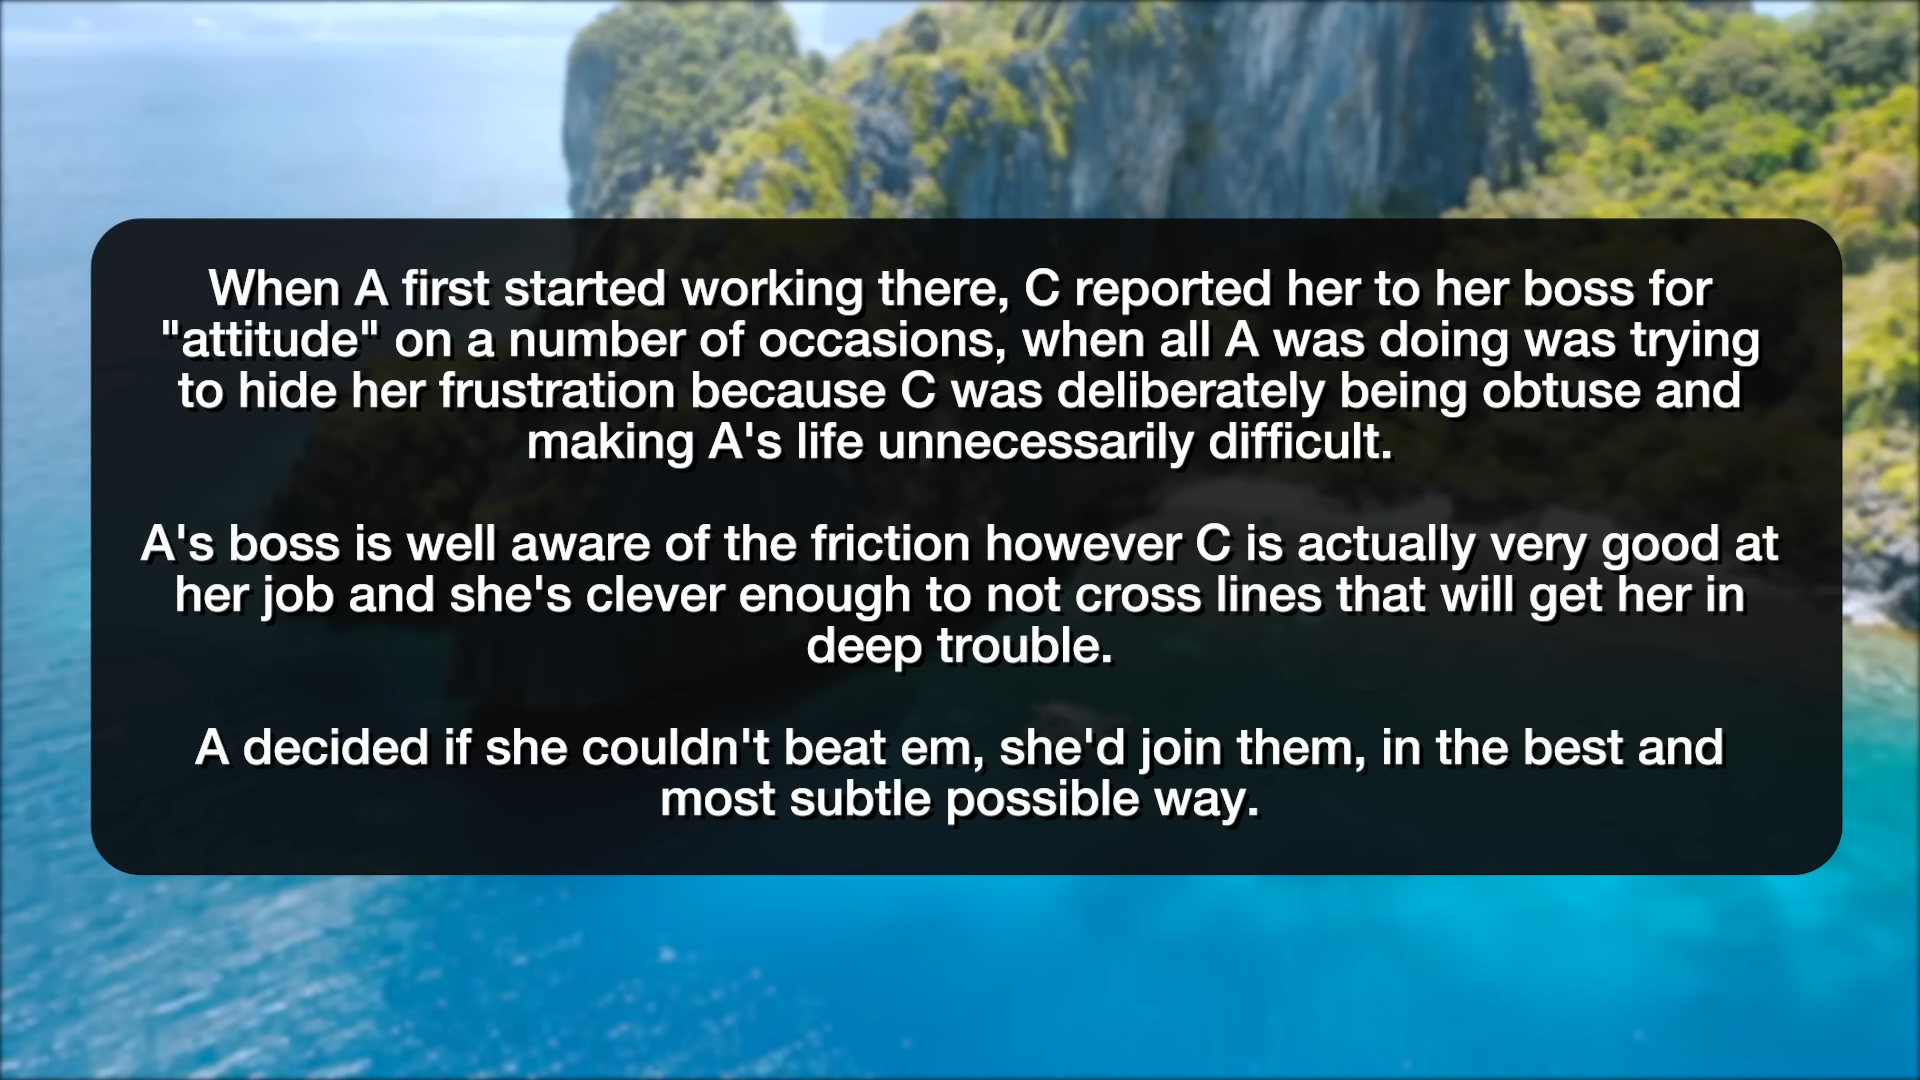 When A first started working there, C reported her to her boss for
"attitude" on a number of occasions, when all A was doing was trying
to hide her frustration because C was deliberately being obtuse and
making A's life unnecessarily difficult.
A's boss is well aware of the friction however C is actually very good at
her job and she's clever enough to not cross lines that will get her in
deep trouble.
A decided if she couldn't beat em, she'd join them, in the best and
most subtle possible way.